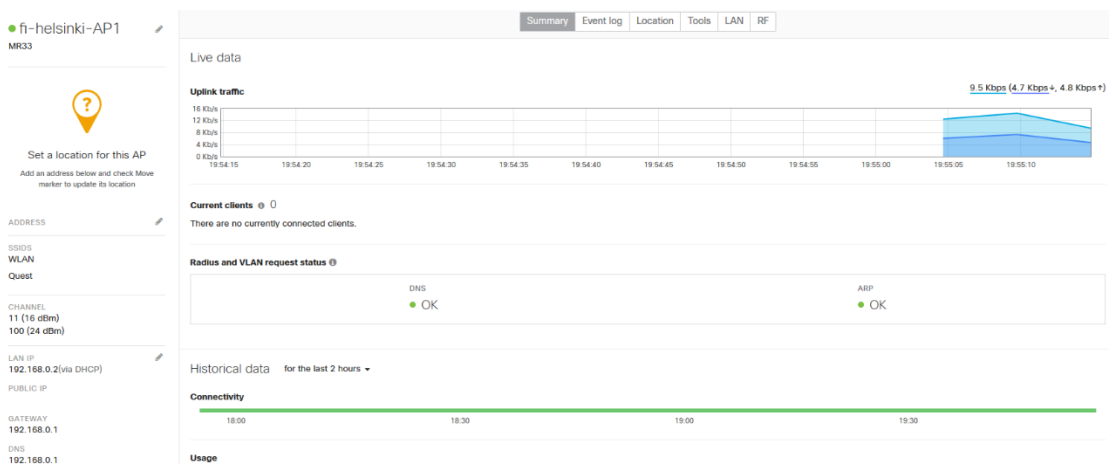 fi-helsinki-AP1
MR33
?
Set a location for this AP
Add an address below and check Move
marker to update its location
ADDRESS
SSIDS
WLAN
Quest
CHANNEL
11 (16 dBm)
100 (24 dBm)
LAN IP
192.168.0.2(via DHCP)
PUBLIC IP
GATEWAY
192.168.0.1
DNS
192.168.0.1
Summary Event log Location Tools LAN RF
Live data
Uplink traffic
9.5 Kbps (4.7 Kbps↓, 4.8 Kbps↑)
16 Kb/s
12 Kb/s
8 Kb/s
4 Kb/s
0 Kb/s
19:54:15 19:54:20 19:54:25 19:54:30 19:54:35 19:54:40 19:54:45 19:54:50 19:54:55 19:55:00 19:55:05 19:55:10
Current clients i 0
There are no currently connected clients.
Radius and VLAN request status i
DNS ARP
OK OK
Historical data for the last 2 hours
Connectivity
18:00 18:30 19:00 19:30
Usage